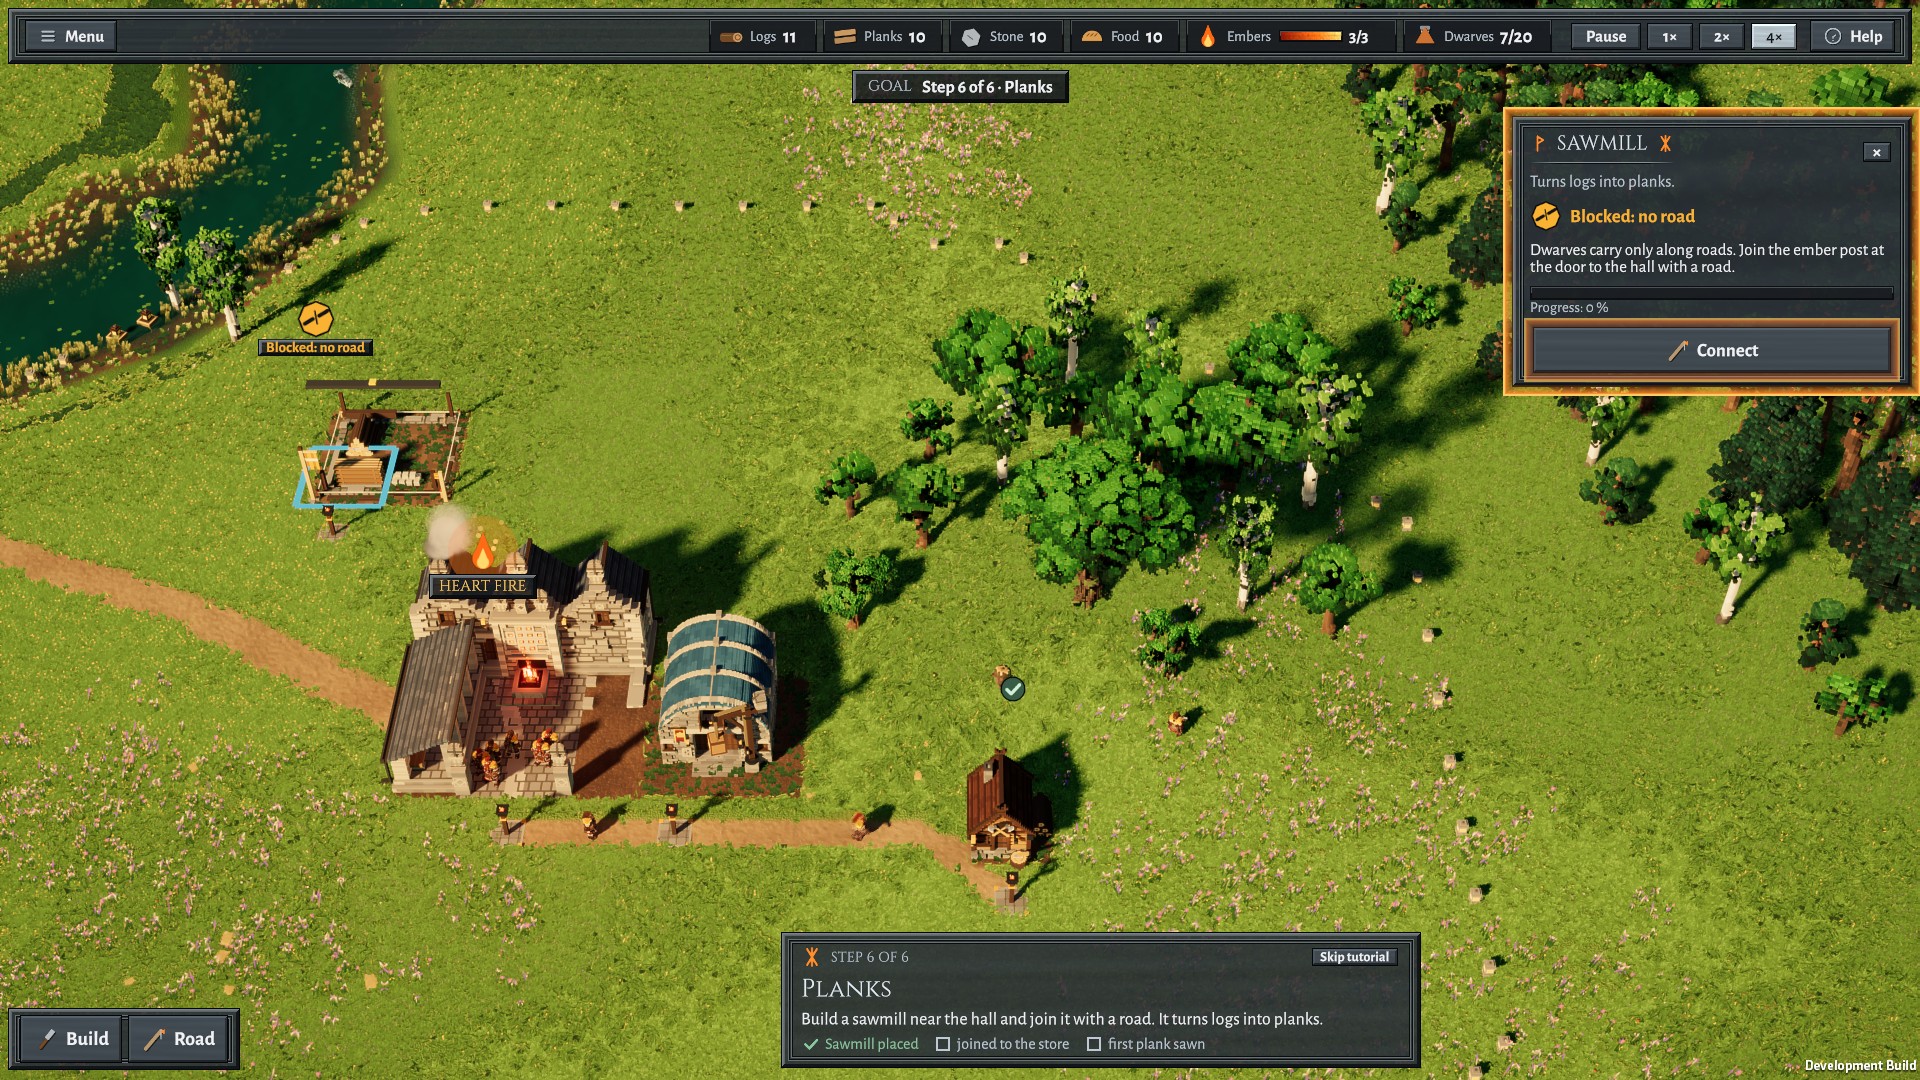 Menu
Logs 11
Planks 10
Stone 10
Food 10
Embers 3/3
Dwarves 7/20
Pause
1×
2×
4×
Help
GOAL Step 6 of 6 · Planks
SAWMILL
×
Turns logs into planks.
Blocked: no road
Dwarves carry only along roads. Join the ember post at
the door to the hall with a road.
Progress: 0 %
Connect
Blocked: no road
HEART FIRE
STEP 6 OF 6
Skip tutorial
PLANKS
Build a sawmill near the hall and join it with a road. It turns logs into planks.
Sawmill placed
joined to the store
first plank sawn
Build
Road
Development Build